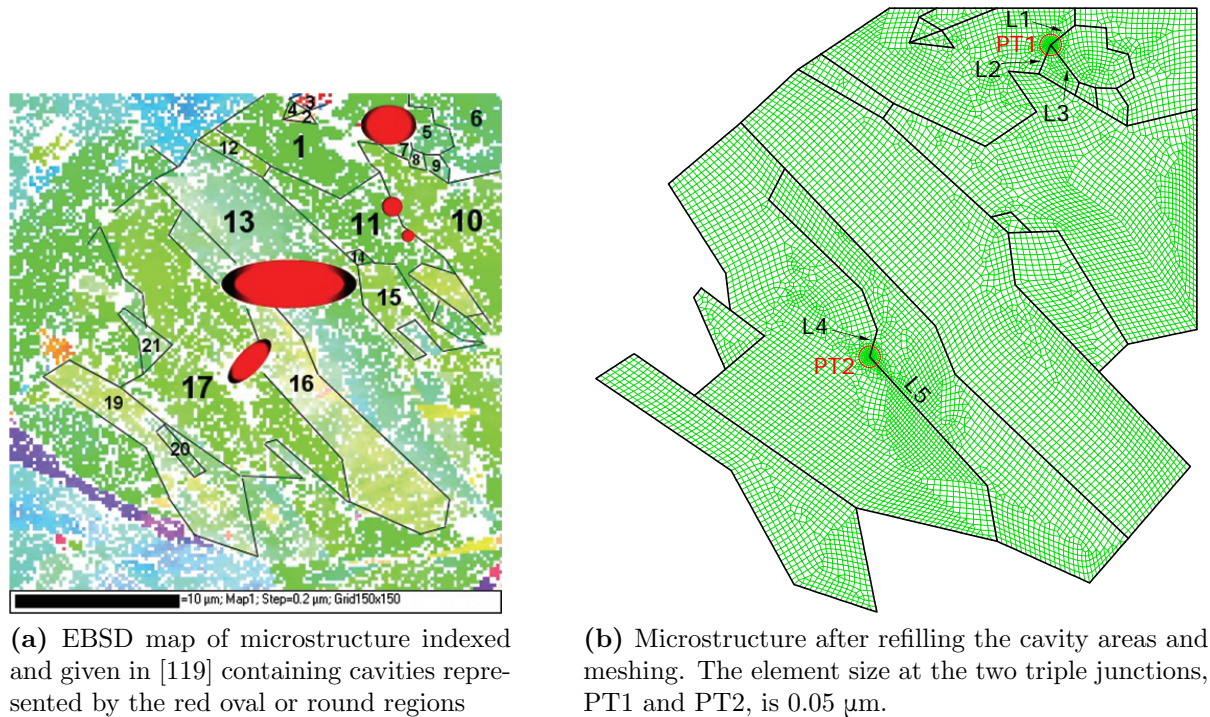 3
4
2
5
6
12
1
7
8
9
13
11
10
14
15
21
17
16
19
20
=10 µm; Map1; Step=0.2 µm; Grid150x150
(a) EBSD map of microstructure indexed
and given in [119] containing cavities repre-
sented by the red oval or round regions
L1
PT1
L2
L3
L4
PT2
L5
(b) Microstructure after refilling the cavity areas and
meshing. The element size at the two triple junctions,
PT1 and PT2, is 0.05 µm.